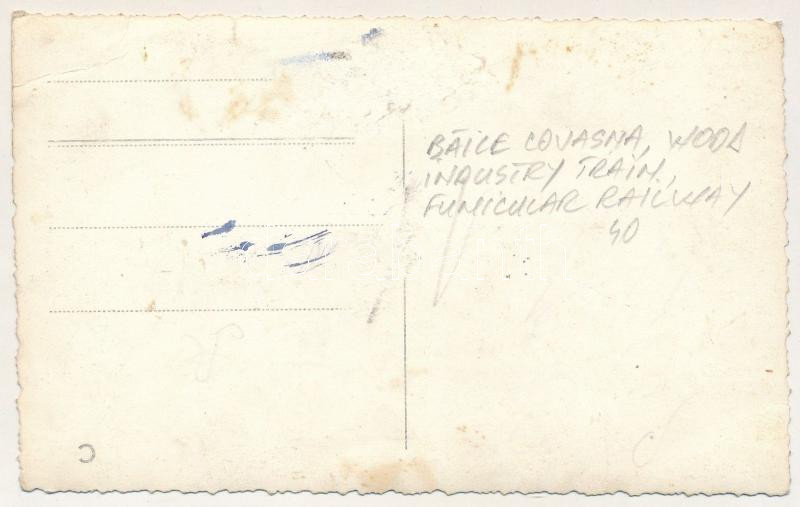 BĂILE COVASNA, WOOD
INDUSTRY TRAIN,
FUNICULAR RAILWAY
40
C